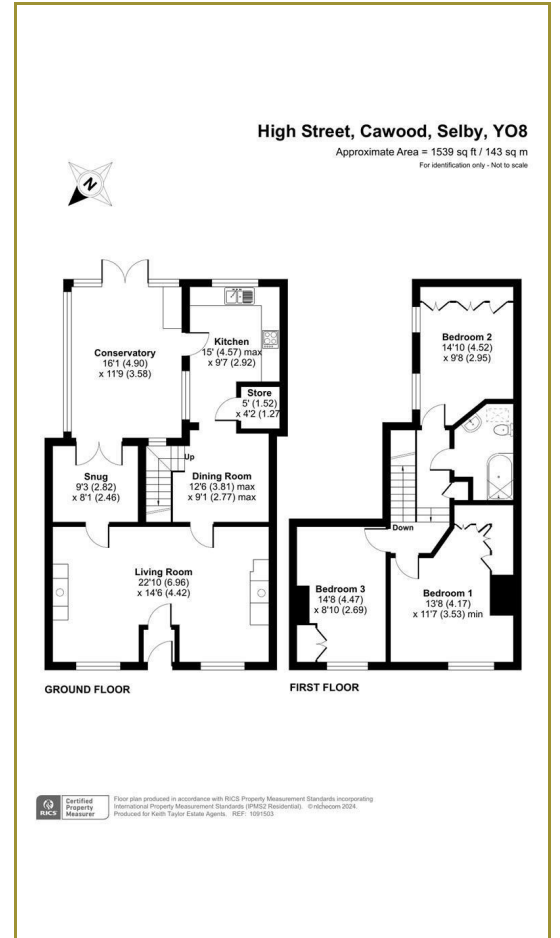 High Street, Cawood, Selby, YO8
Approximate Area = 1539 sq ft / 143 sq m
For identification only - Not to scale
N
Conservatory
16'1 (4.90)
x 11'9 (3.58)
Kitchen
15' (4.57) max
x 9'7 (2.92)
Store
5' (1.52)
x 4'2 (1.27
Up
Snug
9'3 (2.82)
x 8'1 (2.46)
Dining Room
12'6 (3.81) max
x 9'1 (2.77) max
Living Room
22'10 (6.96)
x 14'6 (4.42)
GROUND FLOOR
Bedroom 2
14'10 (4.52)
x 9'8 (2.95)
Down
Bedroom 3
14'8 (4.47)
x 8'10 (2.69)
Bedroom 1
13'8 (4.17)
x 11'7 (3.53) min
FIRST FLOOR
RICS
Certified
Property
Measurer
Floor plan produced in accordance with RICS Property Measurement Standards incorporating
International Property Measurement Standards (IPMS2 Residential). © nichecom 2024.
Produced for Keith Taylor Estate Agents. REF: 1091503